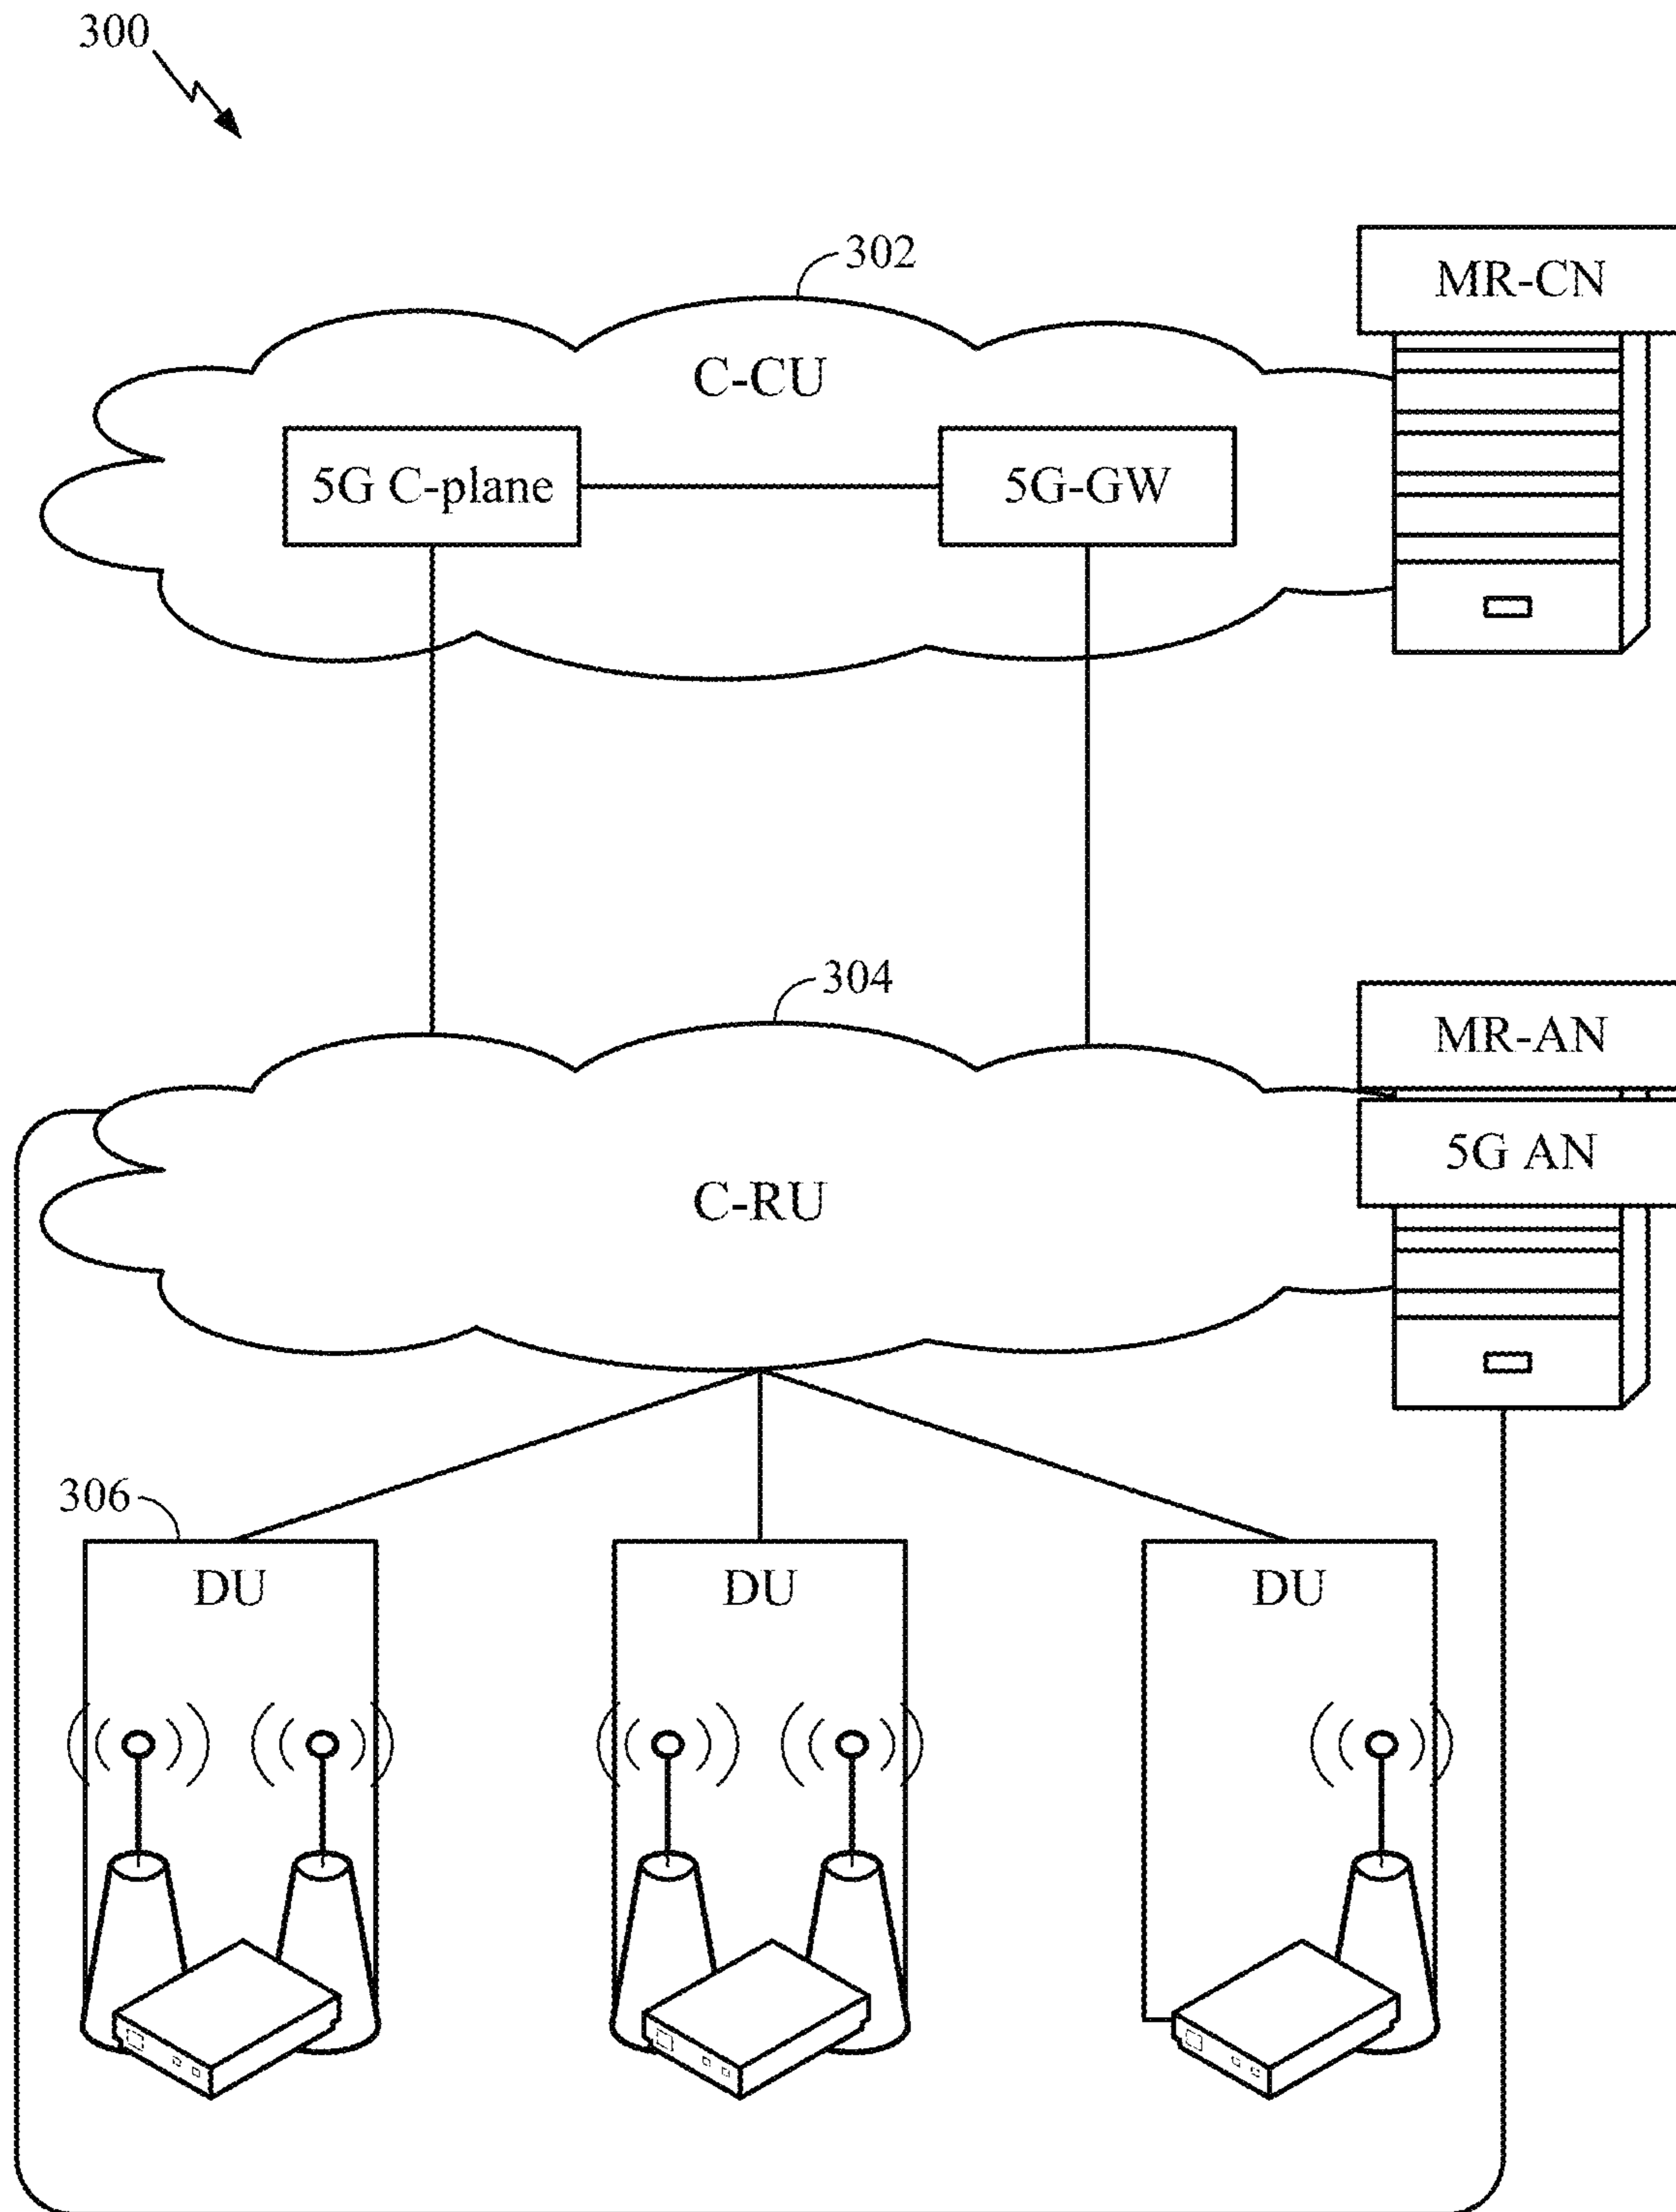 300
302
MR-CN
C-CU
5G C-plane
5G-GW
304
MR-AN
5G AN
C-RU
306
DU
DU
DU